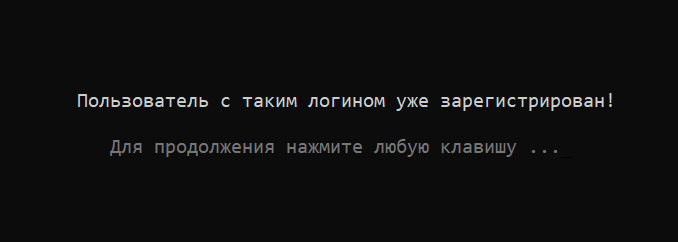 Пользователь с таким логином уже зарегистрирован!
Для продолжения нажмите любую клавишу ..._